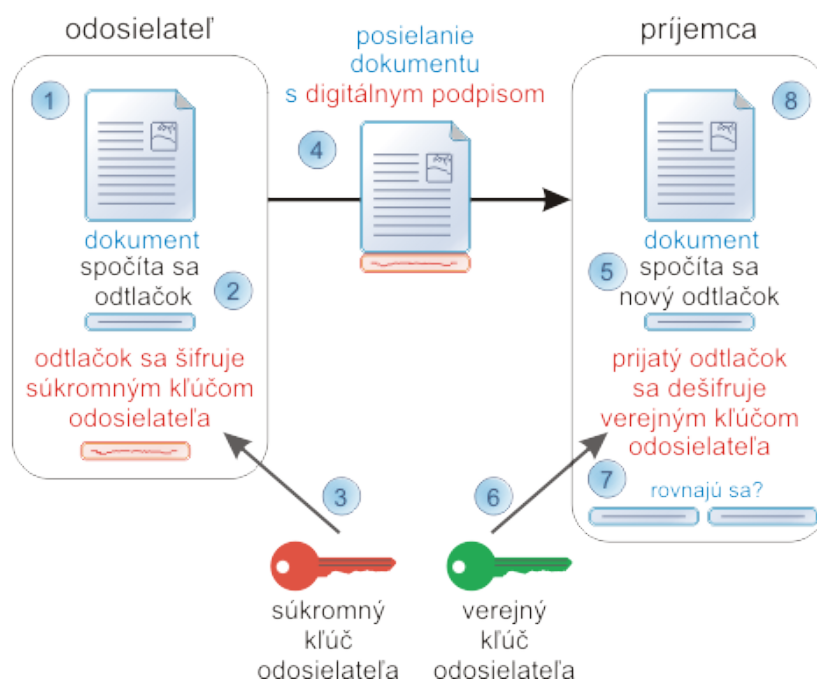 odosielateľ
1
dokument
spočíta sa
odtlačok
2
odtlačok sa šifruje
súkromným kľúčom
odosielateľa
3
súkromný
kľúč
odosielateľa
posielanie
dokumentu
s digitálnym podpisom
4
príjemca
8
dokument
5
spočíta sa
nový odtlačok
prijatý odtlačok
sa dešifruje
verejným kľúčom
odosielateľa
6
verejný
kľúč
odosielateľa
7
rovnajú sa?